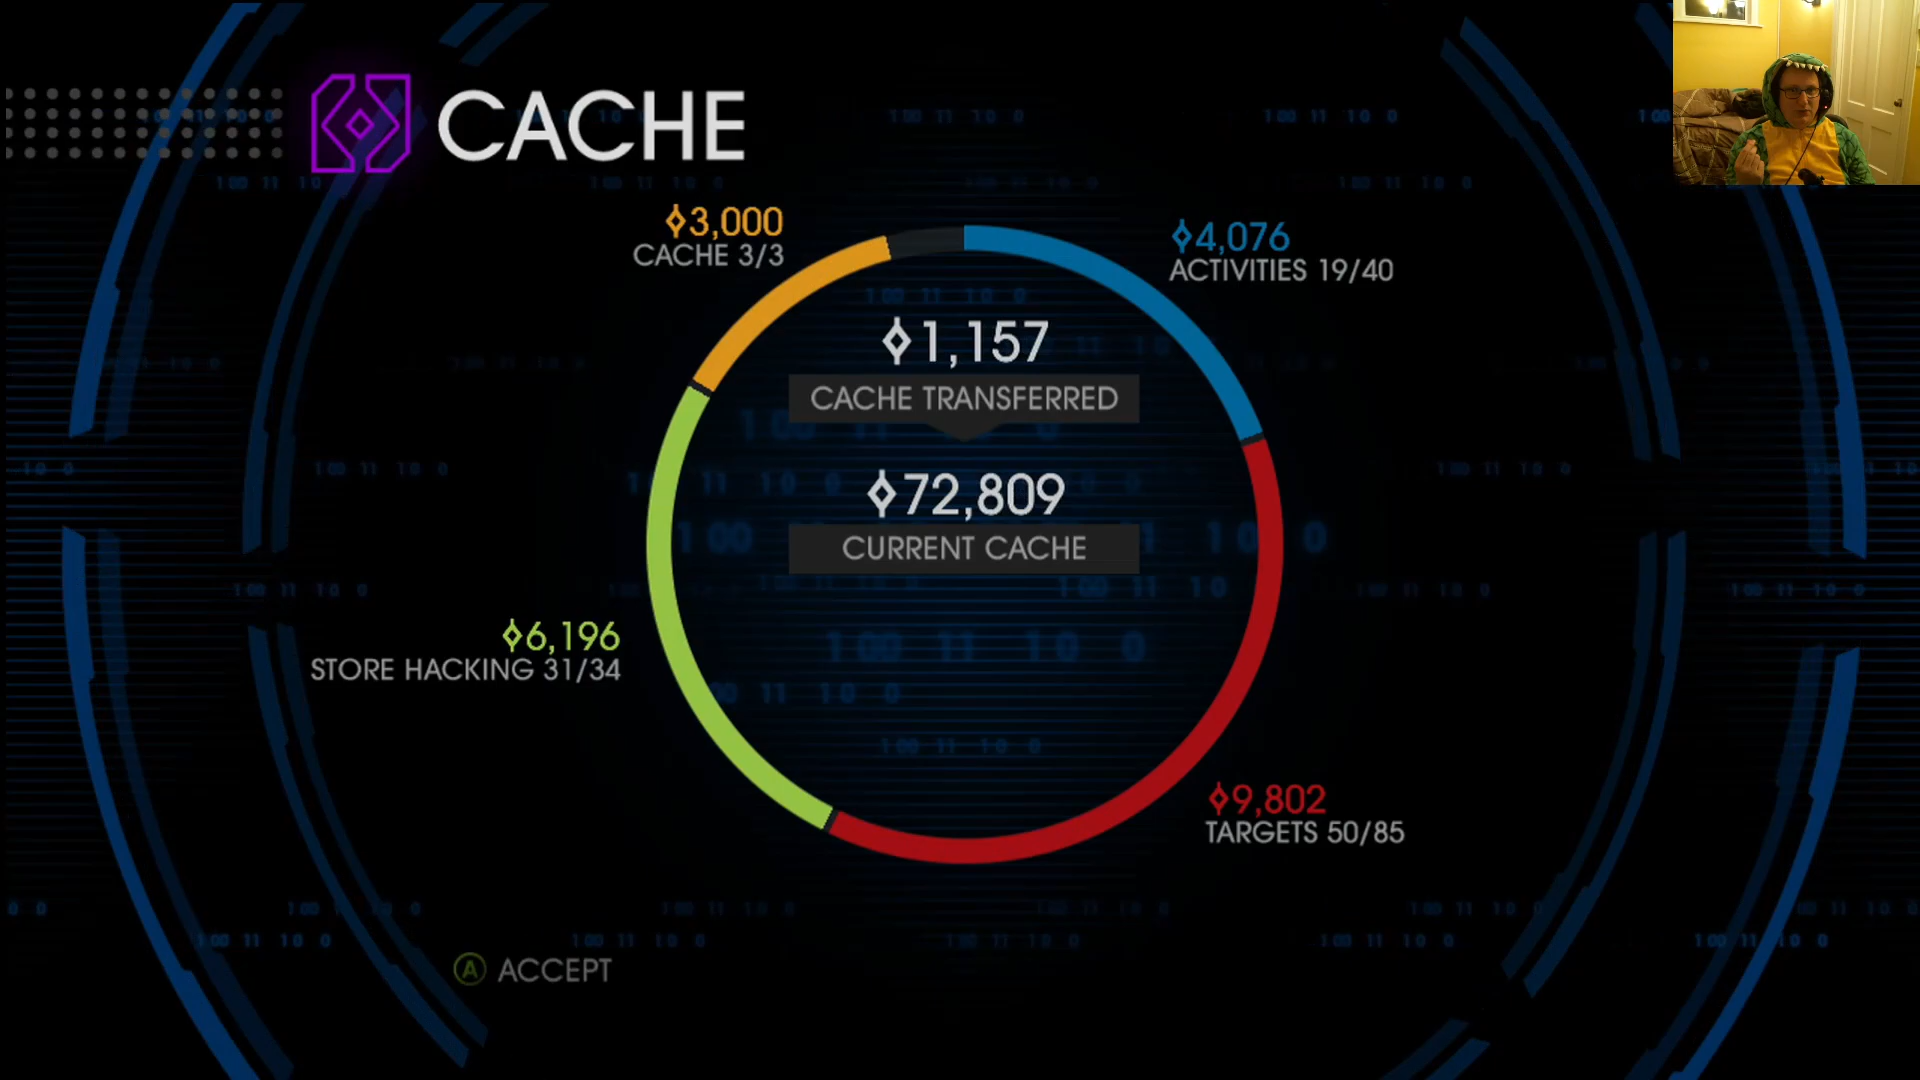 CACHE
3,000
CACHE 3/3
4,076
ACTIVITIES 19/40
1,157
CACHE TRANSFERRED
72,809
CURRENT CACHE
6,196
STORE HACKING 31/34
9,802
TARGETS 50/85
A ACCEPT